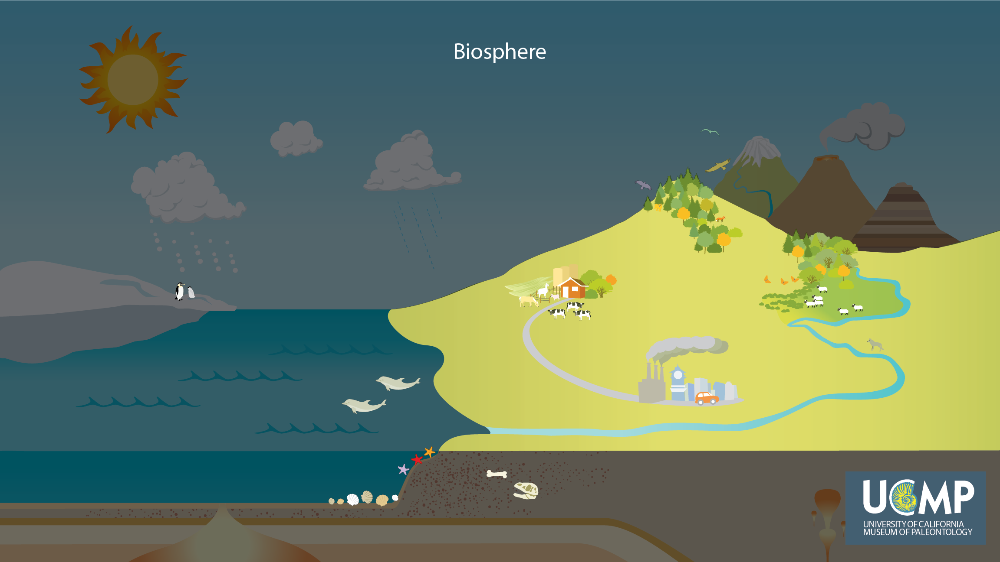 Biosphere
UCMP
UNIVERSITY OF CALIFORNIA
MUSEUM OF PALEONTOLOGY